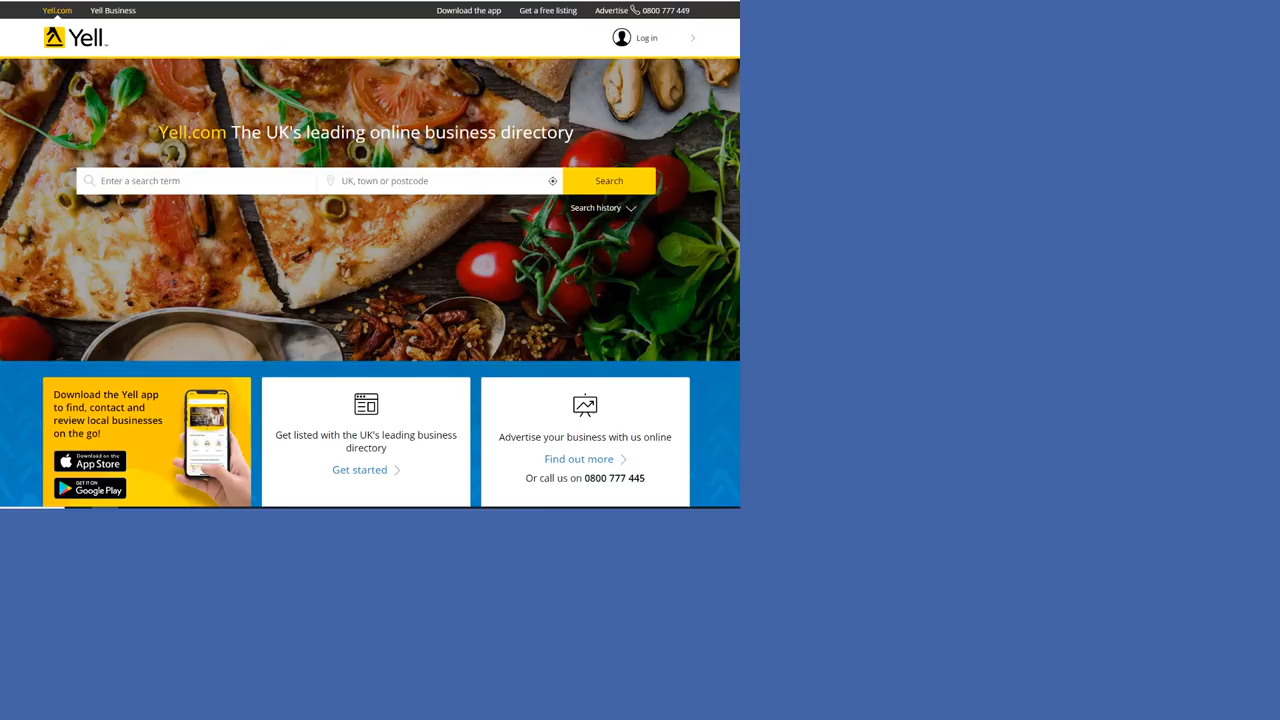 Yell.com Yell Business Download the app Get a free listing Advertise 0800 777 449
Yell
Log in
Yell.com The UK's leading online business directory
Enter a search term UK, town or postcode Search
Search history
Download the Yell app
to find, contact and
review local businesses
on the go!
Download on the
App Store
GET IT ON
Google Play
Get listed with the UK's leading business
directory
Get started
Advertise your business with us online
Find out more
Or call us on 0800 777 445